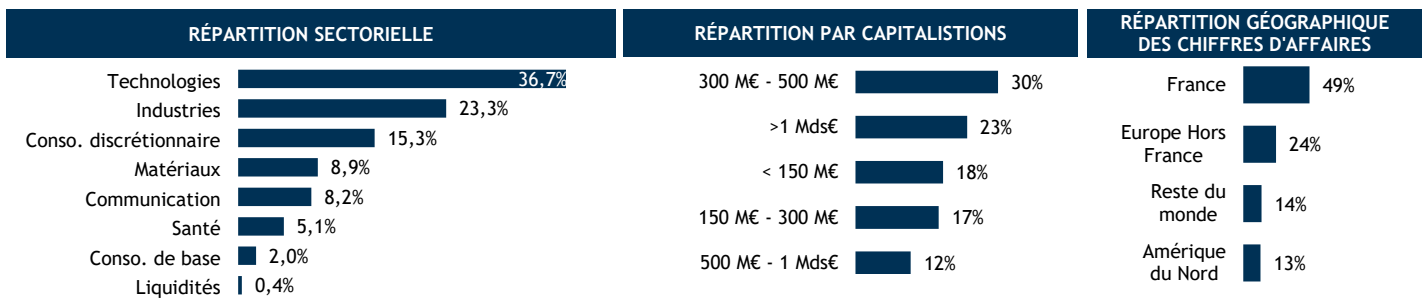 RÉPARTITION SECTORIELLE
Technologies 36,7%
Industries 23,3%
Conso. discrétionnaire 15,3%
Matériaux 8,9%
Communication 8,2%
Santé 5,1%
Conso. de base 2,0%
Liquidités 0,4%
RÉPARTITION PAR CAPITALISTIONS
300 M€ - 500 M€ 30%
>1 Mds€ 23%
< 150 M€ 18%
150 M€ - 300 M€ 17%
500 M€ - 1 Mds€ 12%
RÉPARTITION GÉOGRAPHIQUE
DES CHIFFRES D'AFFAIRES
France 49%
Europe Hors
France 24%
Reste du
monde 14%
Amérique
du Nord 13%